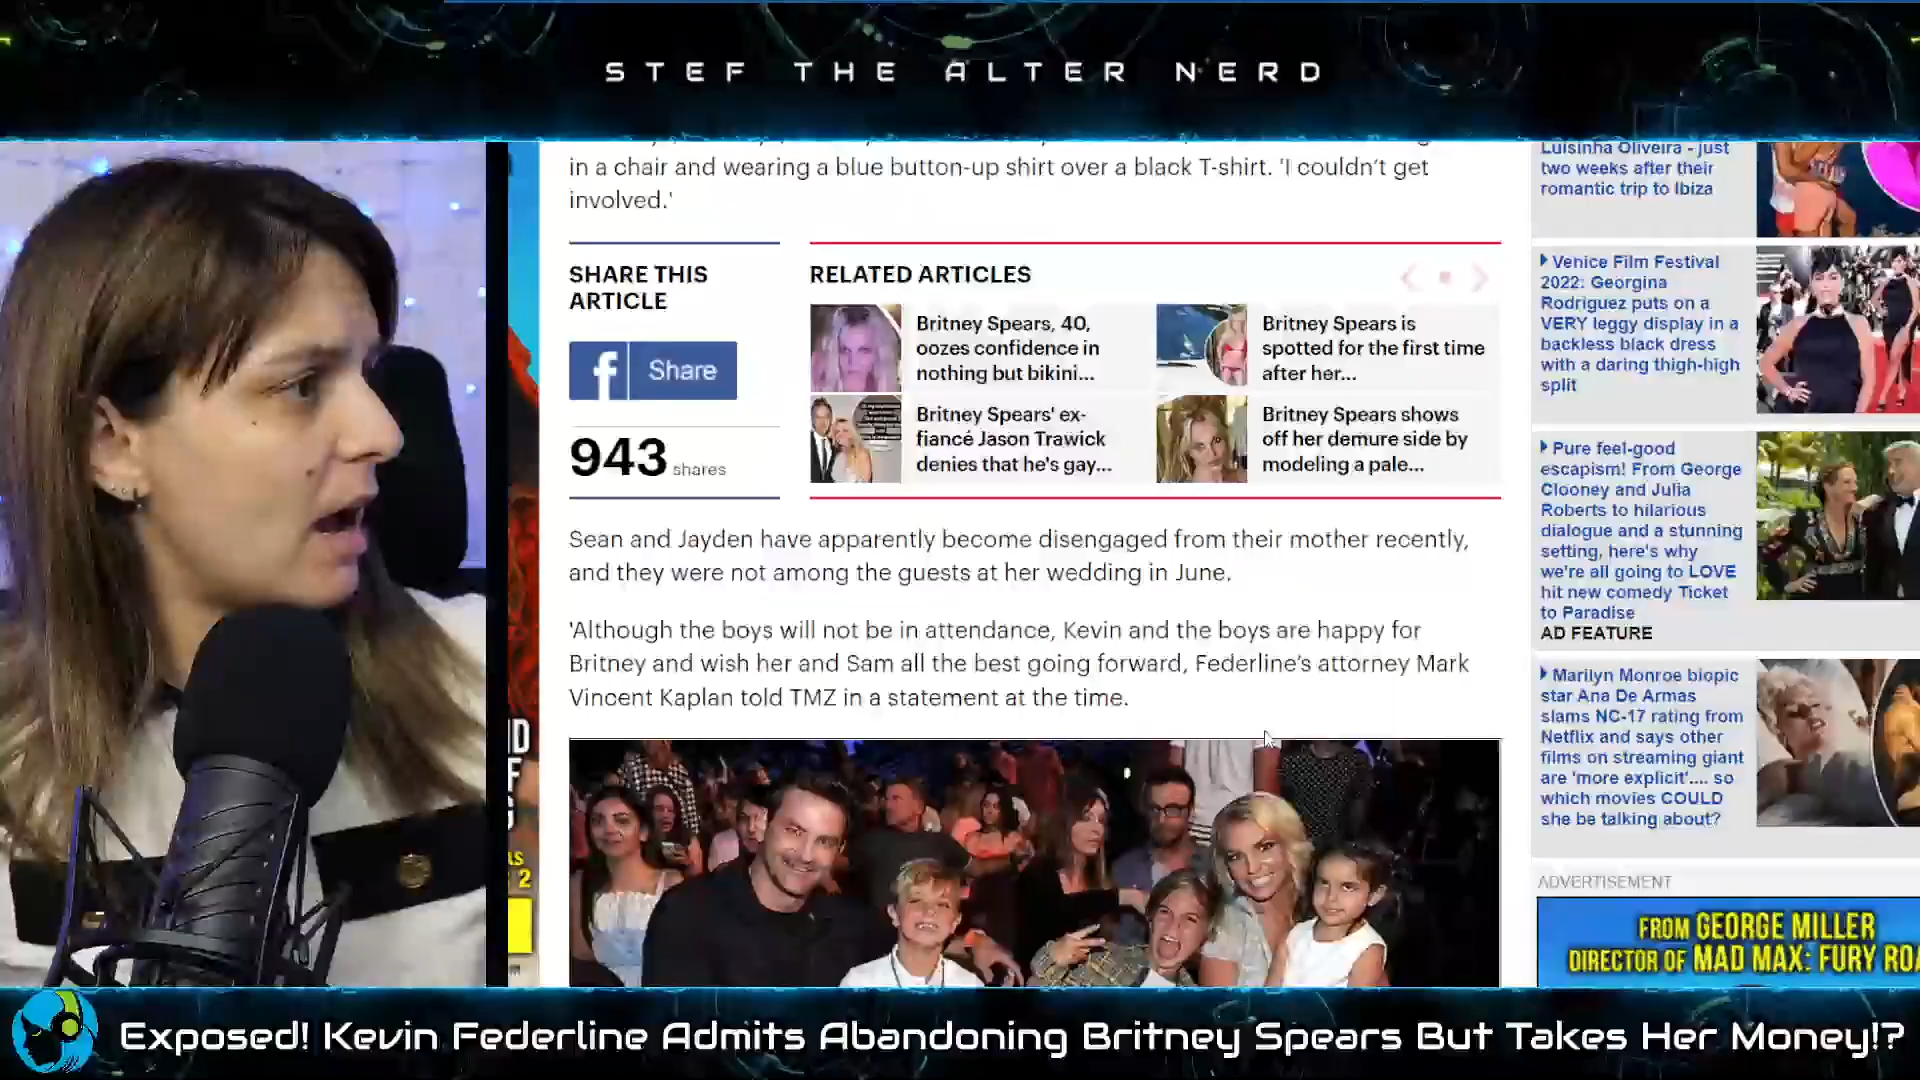 STEF THE ALTER NERD
in a chair and wearing a blue button-up shirt over a black T-shirt. 'I couldn't get
involved.'
SHARE THIS
ARTICLE
f Share
943 shares
RELATED ARTICLES
Britney Spears, 40,
oozes confidence in
nothing but bikini...
Britney Spears is
spotted for the first time
after her...
Britney Spears' ex-
fiancé Jason Trawick
denies that he's gay...
Britney Spears shows
off her demure side by
modeling a pale...
Sean and Jayden have apparently become disengaged from their mother recently,
and they were not among the guests at her wedding in June.
'Although the boys will not be in attendance, Kevin and the boys are happy for
Britney and wish her and Sam all the best going forward, Federline's attorney Mark
Vincent Kaplan told TMZ in a statement at the time.
Luisinha Oliveira - just
two weeks after their
romantic trip to Ibiza
Venice Film Festival
2022: Georgina
Rodriguez puts on a
VERY leggy display in a
backless black dress
with a daring thigh-high
split
Pure feel-good
escapism! From George
Clooney and Julia
Roberts to hilarious
dialogue and a stunning
setting, here's why
we're all going to LOVE
hit new comedy Ticket
to Paradise
AD FEATURE
Marilyn Monroe biopic
star Ana De Armas
slams NC-17 rating from
Netflix and says other
films on streaming giant
are 'more explicit'.... so
which movies COULD
she be talking about?
ADVERTISEMENT
FROM GEORGE MILLER
DIRECTOR OF MAD MAX: FURY ROA
Exposed! Kevin Federline Admits Abandoning Britney Spears But Takes Her Money!?